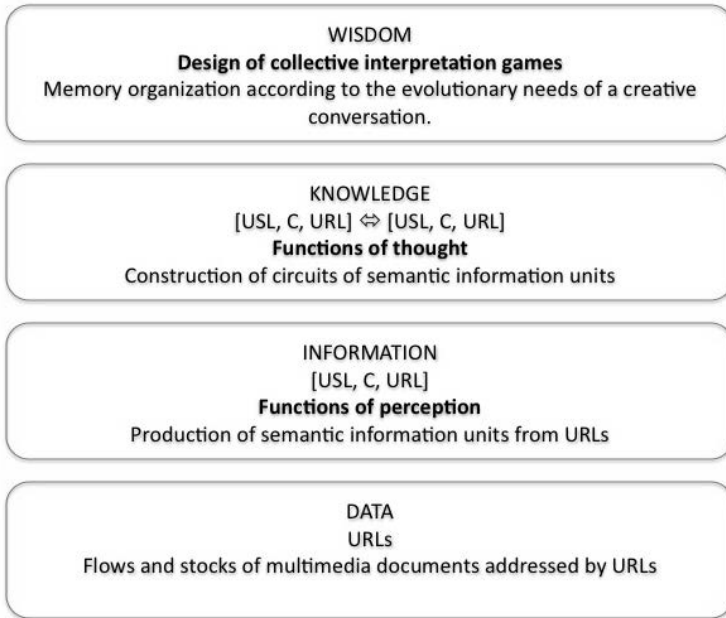 WISDOM
Design of collective interpretation games
Memory organization according to the evolutionary needs of a creative
conversation.
KNOWLEDGE
[USL, C, URL] ⇔ [USL, C, URL]
Functions of thought
Construction of circuits of semantic information units
INFORMATION
[USL, C, URL]
Functions of perception
Production of semantic information units from URLs
DATA
URLs
Flows and stocks of multimedia documents addressed by URLs